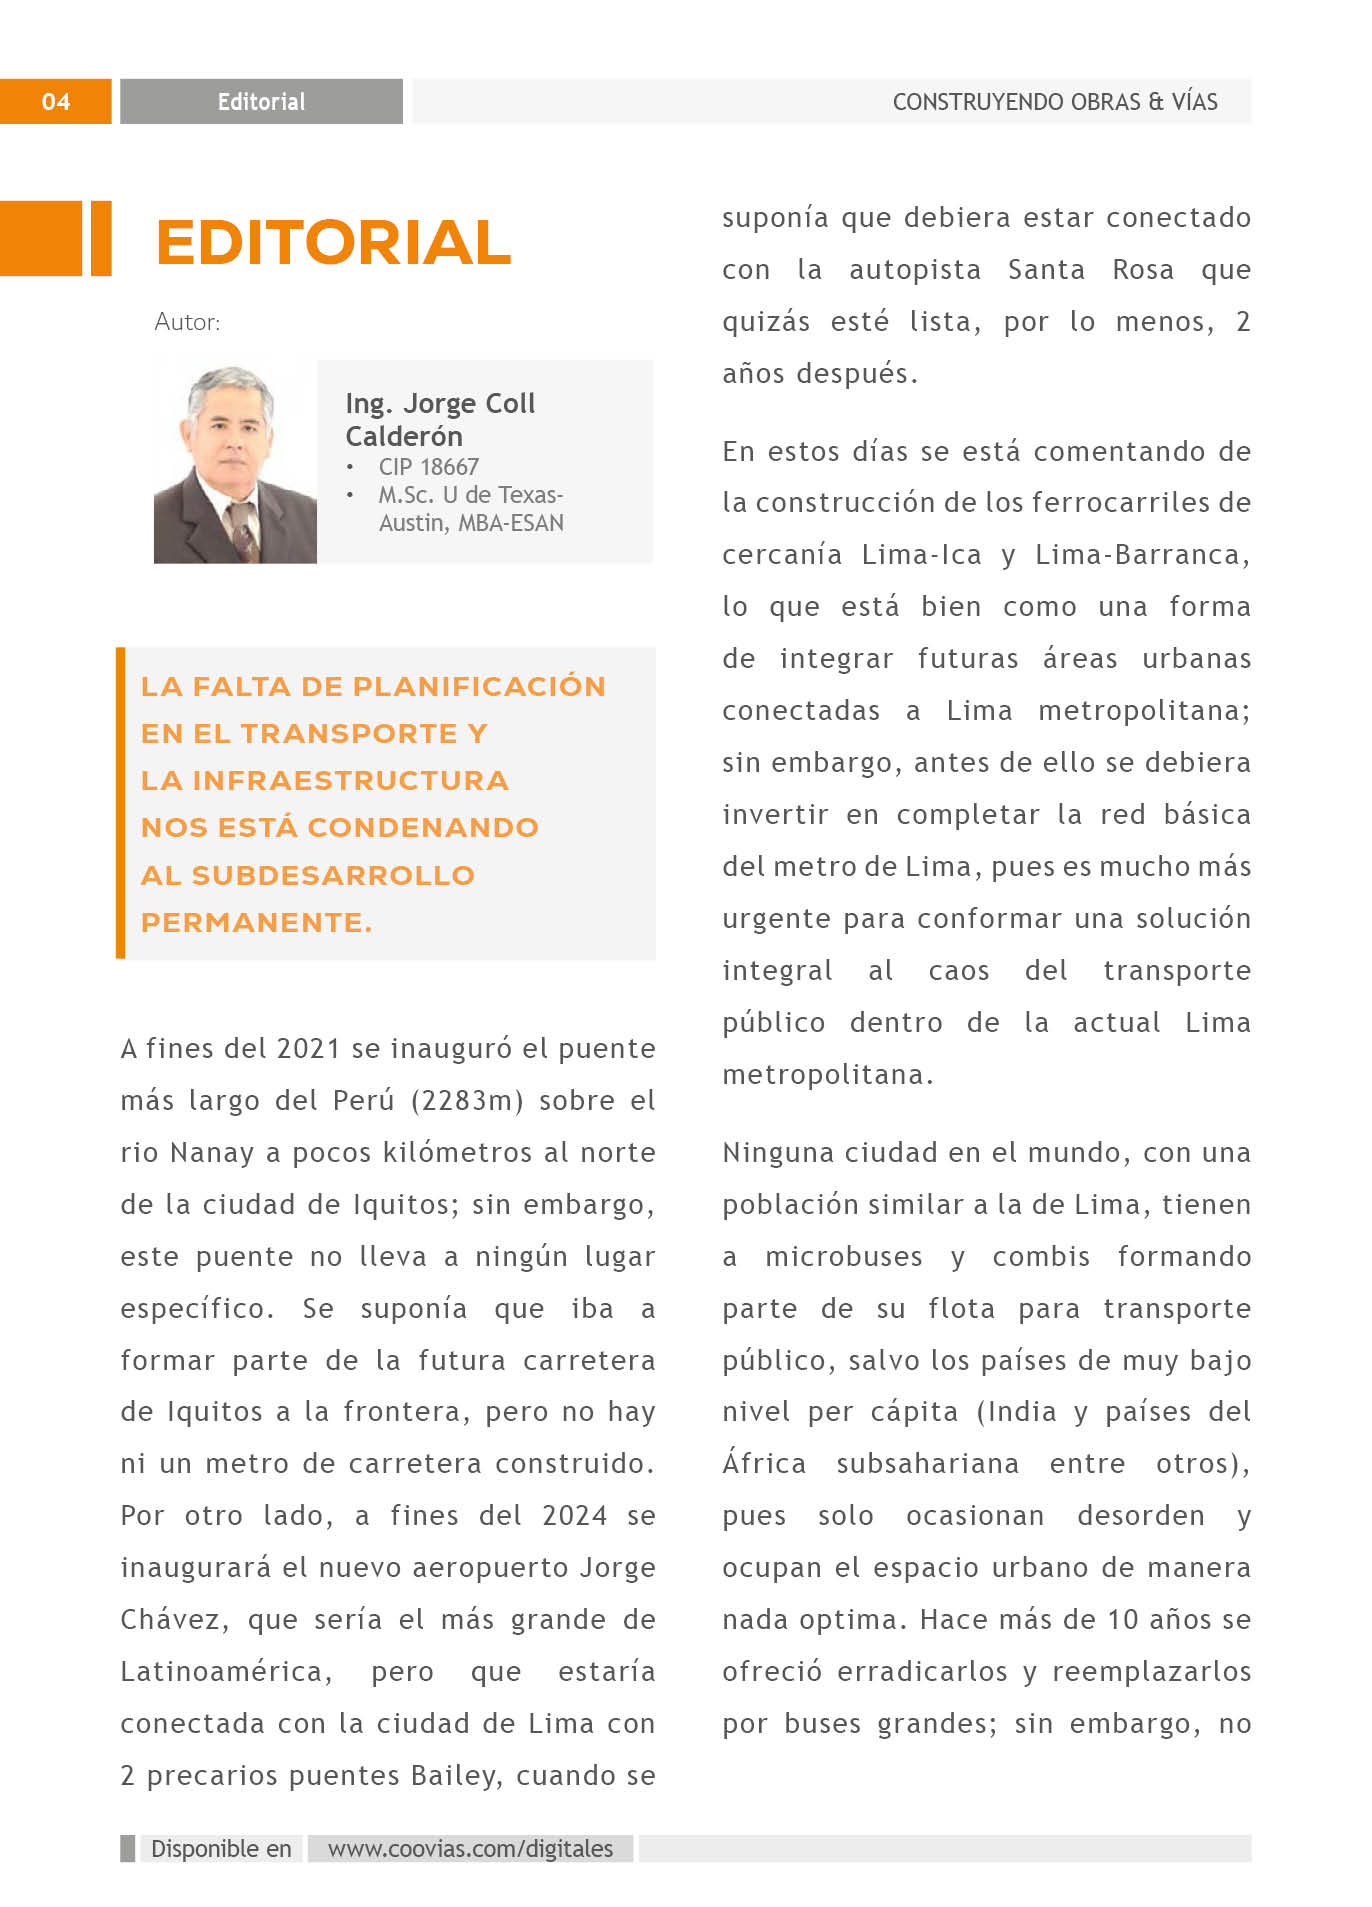 04
Editorial
CONSTRUYENDO OBRAS & VÍAS
EDITORIAL
Autor:
Ing. Jorge Coll
Calderón
• CIP 18667
• M.Sc. U de Texas-
Austin, MBA-ESAN
LA FALTA DE PLANIFICACIÓN
EN EL TRANSPORTE Y
LA INFRAESTRUCTURA
NOS ESTÁ CONDENANDO
AL SUBDESARROLLO
PERMANENTE.
A fines del 2021 se inauguró el puente
más largo del Perú (2283m) sobre el
rio Nanay a pocos kilómetros al norte
de la ciudad de Iquitos; sin embargo,
este puente no lleva a ningún lugar
específico. Se suponía que iba a
formar parte de la futura carretera
de Iquitos a la frontera, pero no hay
ni un metro de carretera construido.
Por otro lado, a fines del 2024 se
inaugurará el nuevo aeropuerto Jorge
Chávez, que sería el más grande de
Latinoamérica, pero que estaría
conectada con la ciudad de Lima con
2 precarios puentes Bailey, cuando se
suponía que debiera estar conectado
con la autopista Santa Rosa que
quizás esté lista, por lo menos, 2
años después.
En estos días se está comentando de
la construcción de los ferrocarriles de
cercanía Lima-Ica y Lima-Barranca,
lo que está bien como una forma
de integrar futuras áreas urbanas
conectadas a Lima metropolitana;
sin embargo, antes de ello se debiera
invertir en completar la red básica
del metro de Lima, pues es mucho más
urgente para conformar una solución
integral al caos del transporte
público dentro de la actual Lima
metropolitana.
Ninguna ciudad en el mundo, con una
población similar a la de Lima, tienen
a microbuses y combis formando
parte de su flota para transporte
público, salvo los países de muy bajo
nivel per cápita (India y países del
África subsahariana entre otros),
pues solo ocasionan desorden y
ocupan el espacio urbano de manera
nada optima. Hace más de 10 años se
ofreció erradicarlos y reemplazarlos
por buses grandes; sin embargo, no
Disponible en
www.coovias.com/digitales